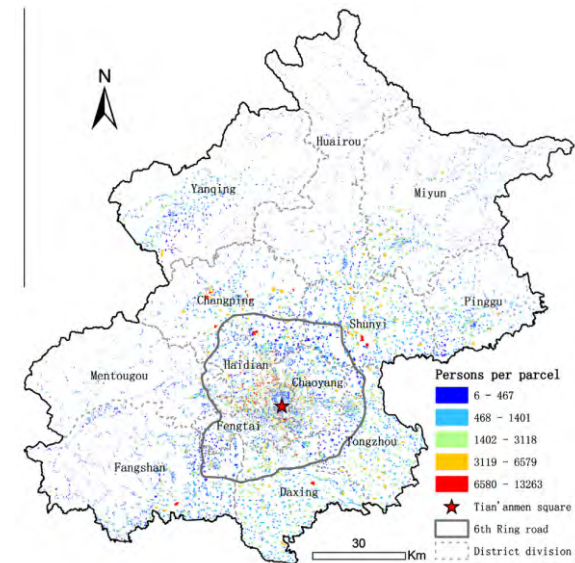 N
Huairou
Yanqing
Miyun
Changping
Pinggu
Shunyi
Haidian
Mentougou
Chaoyang
Fengtai
Tongzhou
Fangshan
Daxing
Persons per parcel
6 - 467
468 - 1401
1402 - 3118
3119 - 6579
6580 - 13263
Tian'anmen square
6th Ring road
District division
30
Km